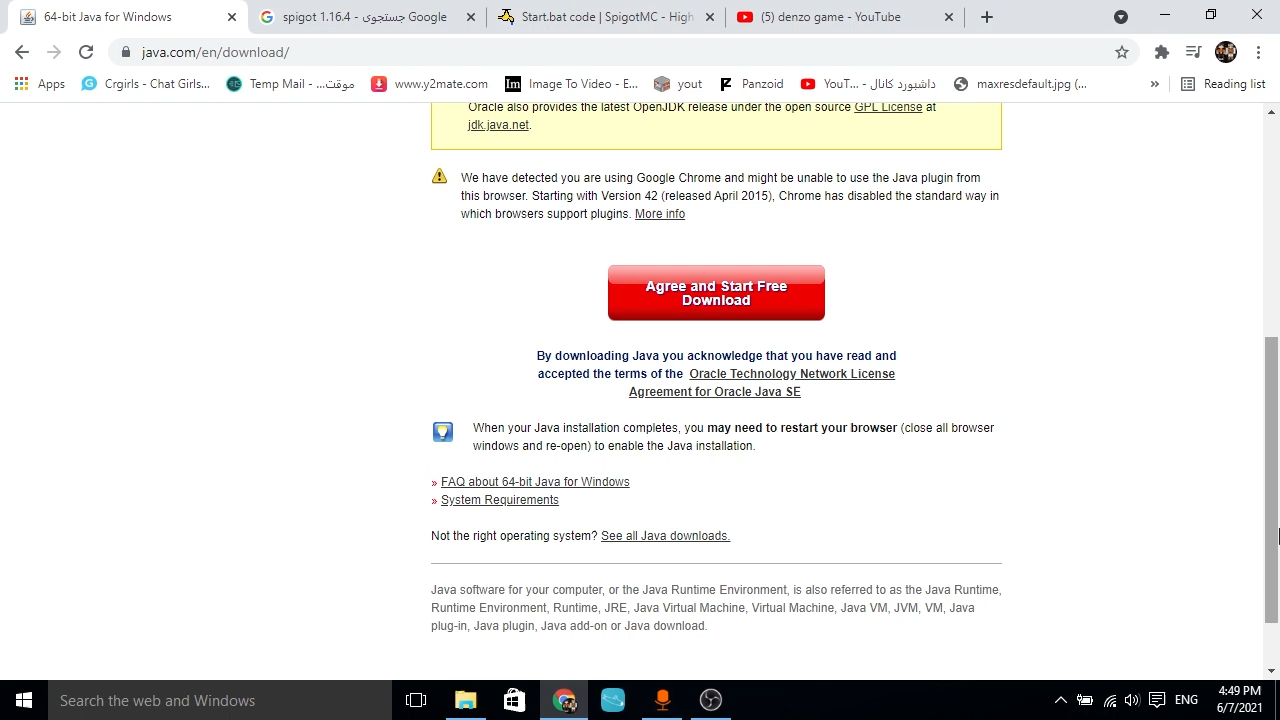 64-bit Java for Windows
spigot 1.16.4 - جستجوی Google
Start.bat code | SpigotMC - High
(5) denzo game - YouTube
java.com/en/download/
Apps
Crgirls - Chat Girls...
Temp Mail - ...موقت
www.y2mate.com
Image To Video - E...
yout
Panzoid
YouT... - داشبورد کانال
maxresdefault.jpg (...
»
Reading list
Oracle also provides the latest OpenJDK release under the open source GPL License at
jdk.java.net.
We have detected you are using Google Chrome and might be unable to use the Java plugin from
this browser. Starting with Version 42 (released April 2015), Chrome has disabled the standard way in
which browsers support plugins. More info
Agree and Start Free
Download
By downloading Java you acknowledge that you have read and
accepted the terms of the Oracle Technology Network License
Agreement for Oracle Java SE
When your Java installation completes, you may need to restart your browser (close all browser
windows and re-open) to enable the Java installation.
» FAQ about 64-bit Java for Windows
» System Requirements
Not the right operating system? See all Java downloads.
Java software for your computer, or the Java Runtime Environment, is also referred to as the Java Runtime,
Runtime Environment, Runtime, JRE, Java Virtual Machine, Virtual Machine, Java VM, JVM, VM, Java
plug-in, Java plugin, Java add-on or Java download.
Search the web and Windows
ENG
4:49 PM
6/7/2021